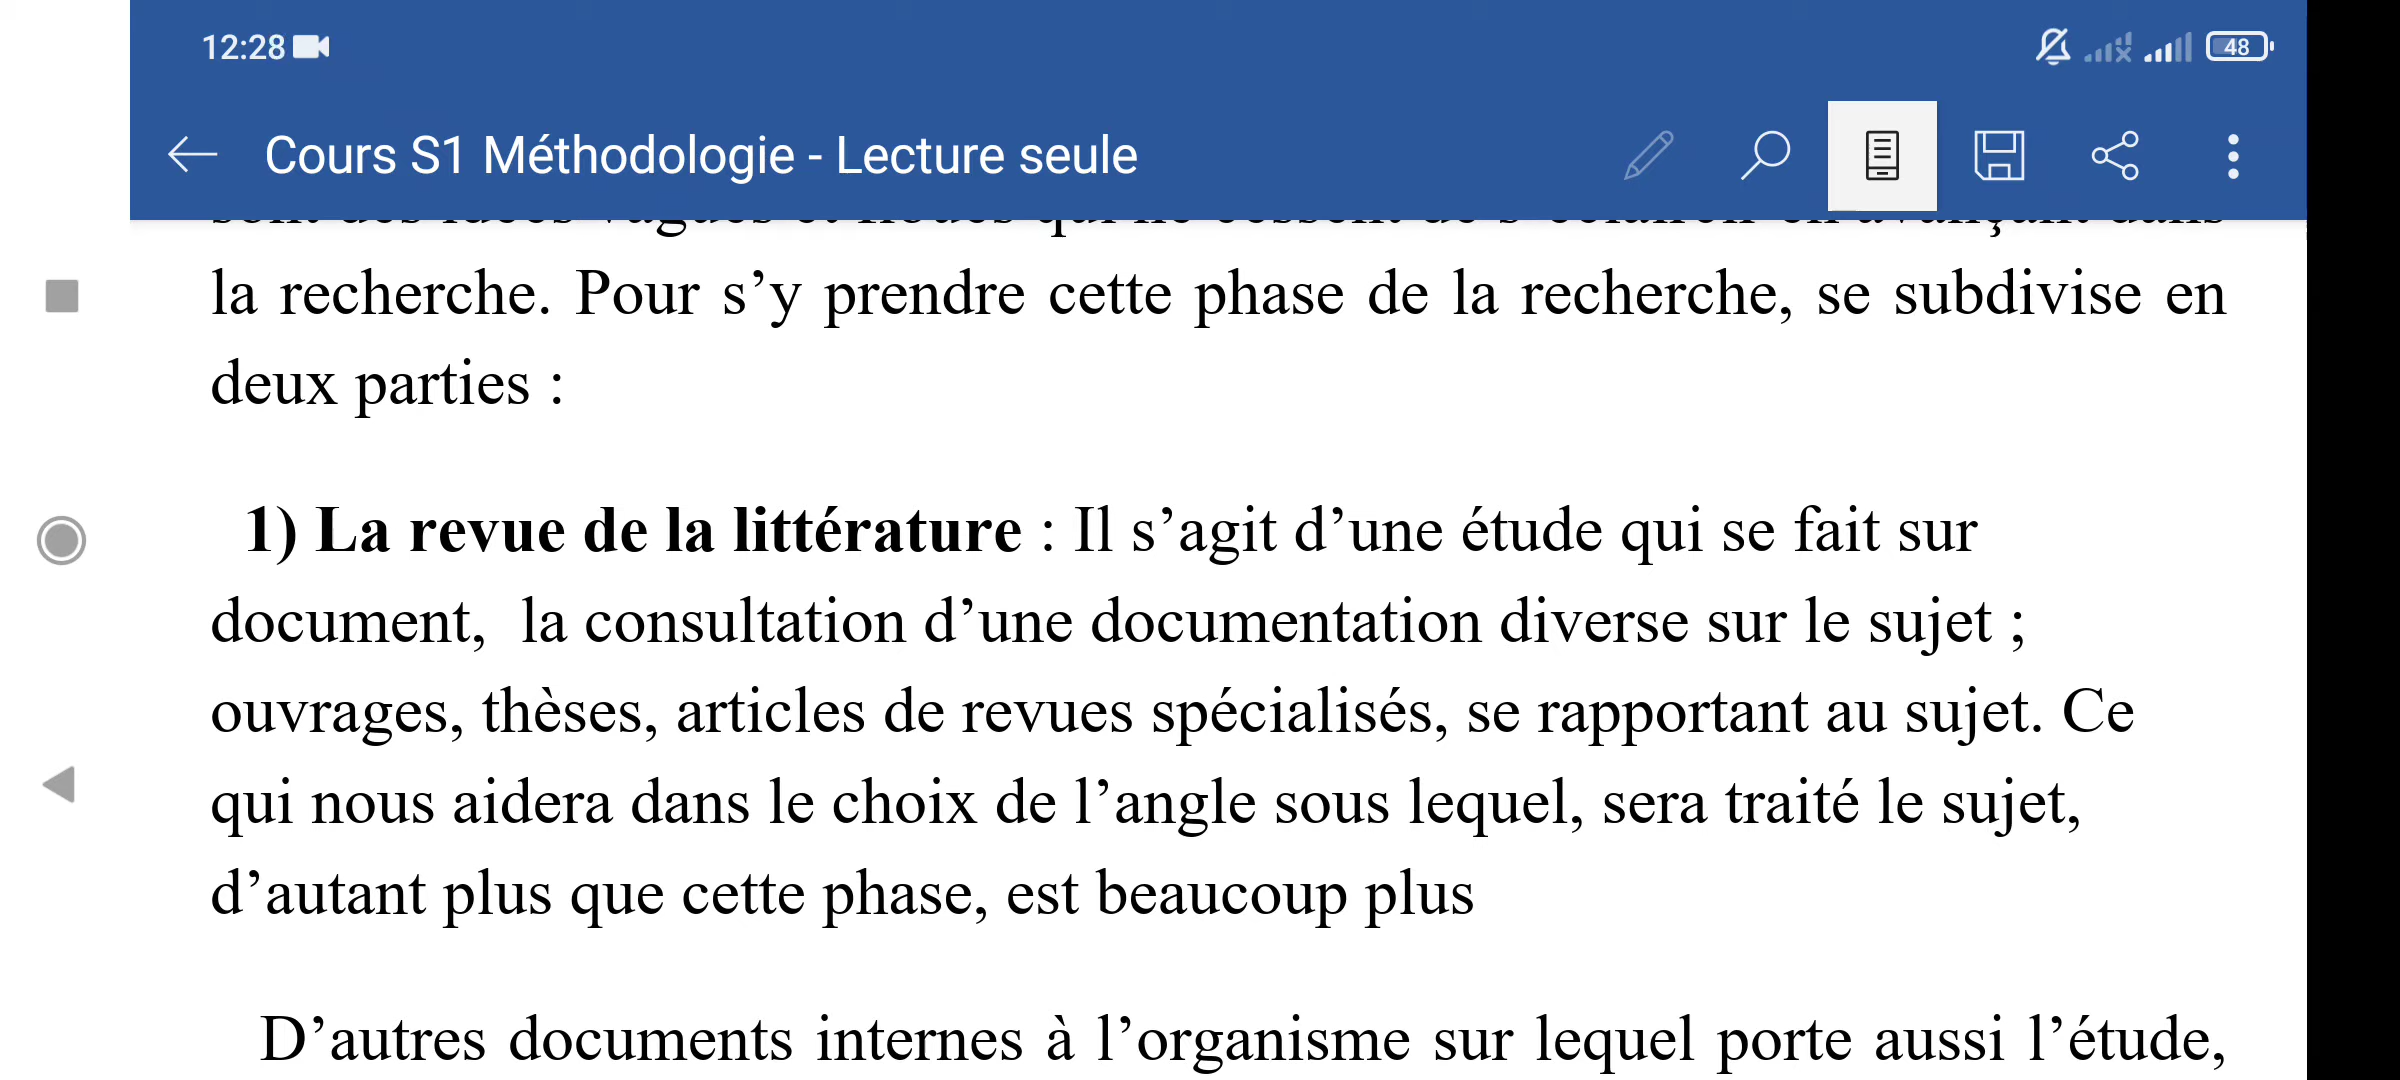 12:28
48
Cours S1 Méthodologie - Lecture seule
la recherche. Pour s’y prendre cette phase de la recherche, se subdivise en
deux parties :
1) La revue de la littérature : Il s’agit d’une étude qui se fait sur
document,  la consultation d’une documentation diverse sur le sujet ;
ouvrages, thèses, articles de revues spécialisés, se rapportant au sujet. Ce
qui nous aidera dans le choix de l’angle sous lequel, sera traité le sujet,
d’autant plus que cette phase, est beaucoup plus
D’autres documents internes à l’organisme sur lequel porte aussi l’étude,